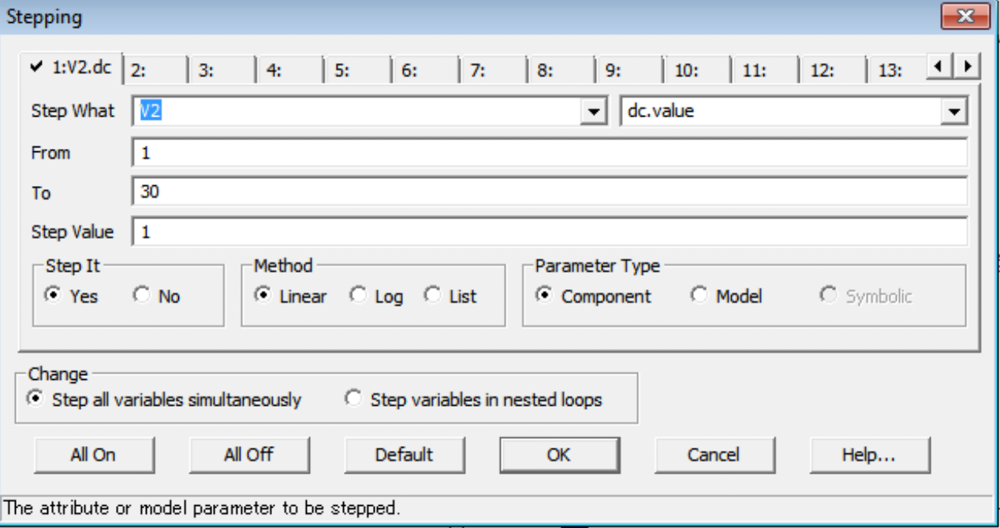 Stepping
1:V2.dc 2: 3: 4: 5: 6: 7: 8: 9: 10: 11: 12: 13:
Step What V2 dc.value
From 1
To 30
Step Value 1
Step It Method Parameter Type
Yes No Linear Log List Component Model Symbolic
Change
Step all variables simultaneously Step variables in nested loops
All On All Off Default OK Cancel Help...
The attribute or model parameter to be stepped.